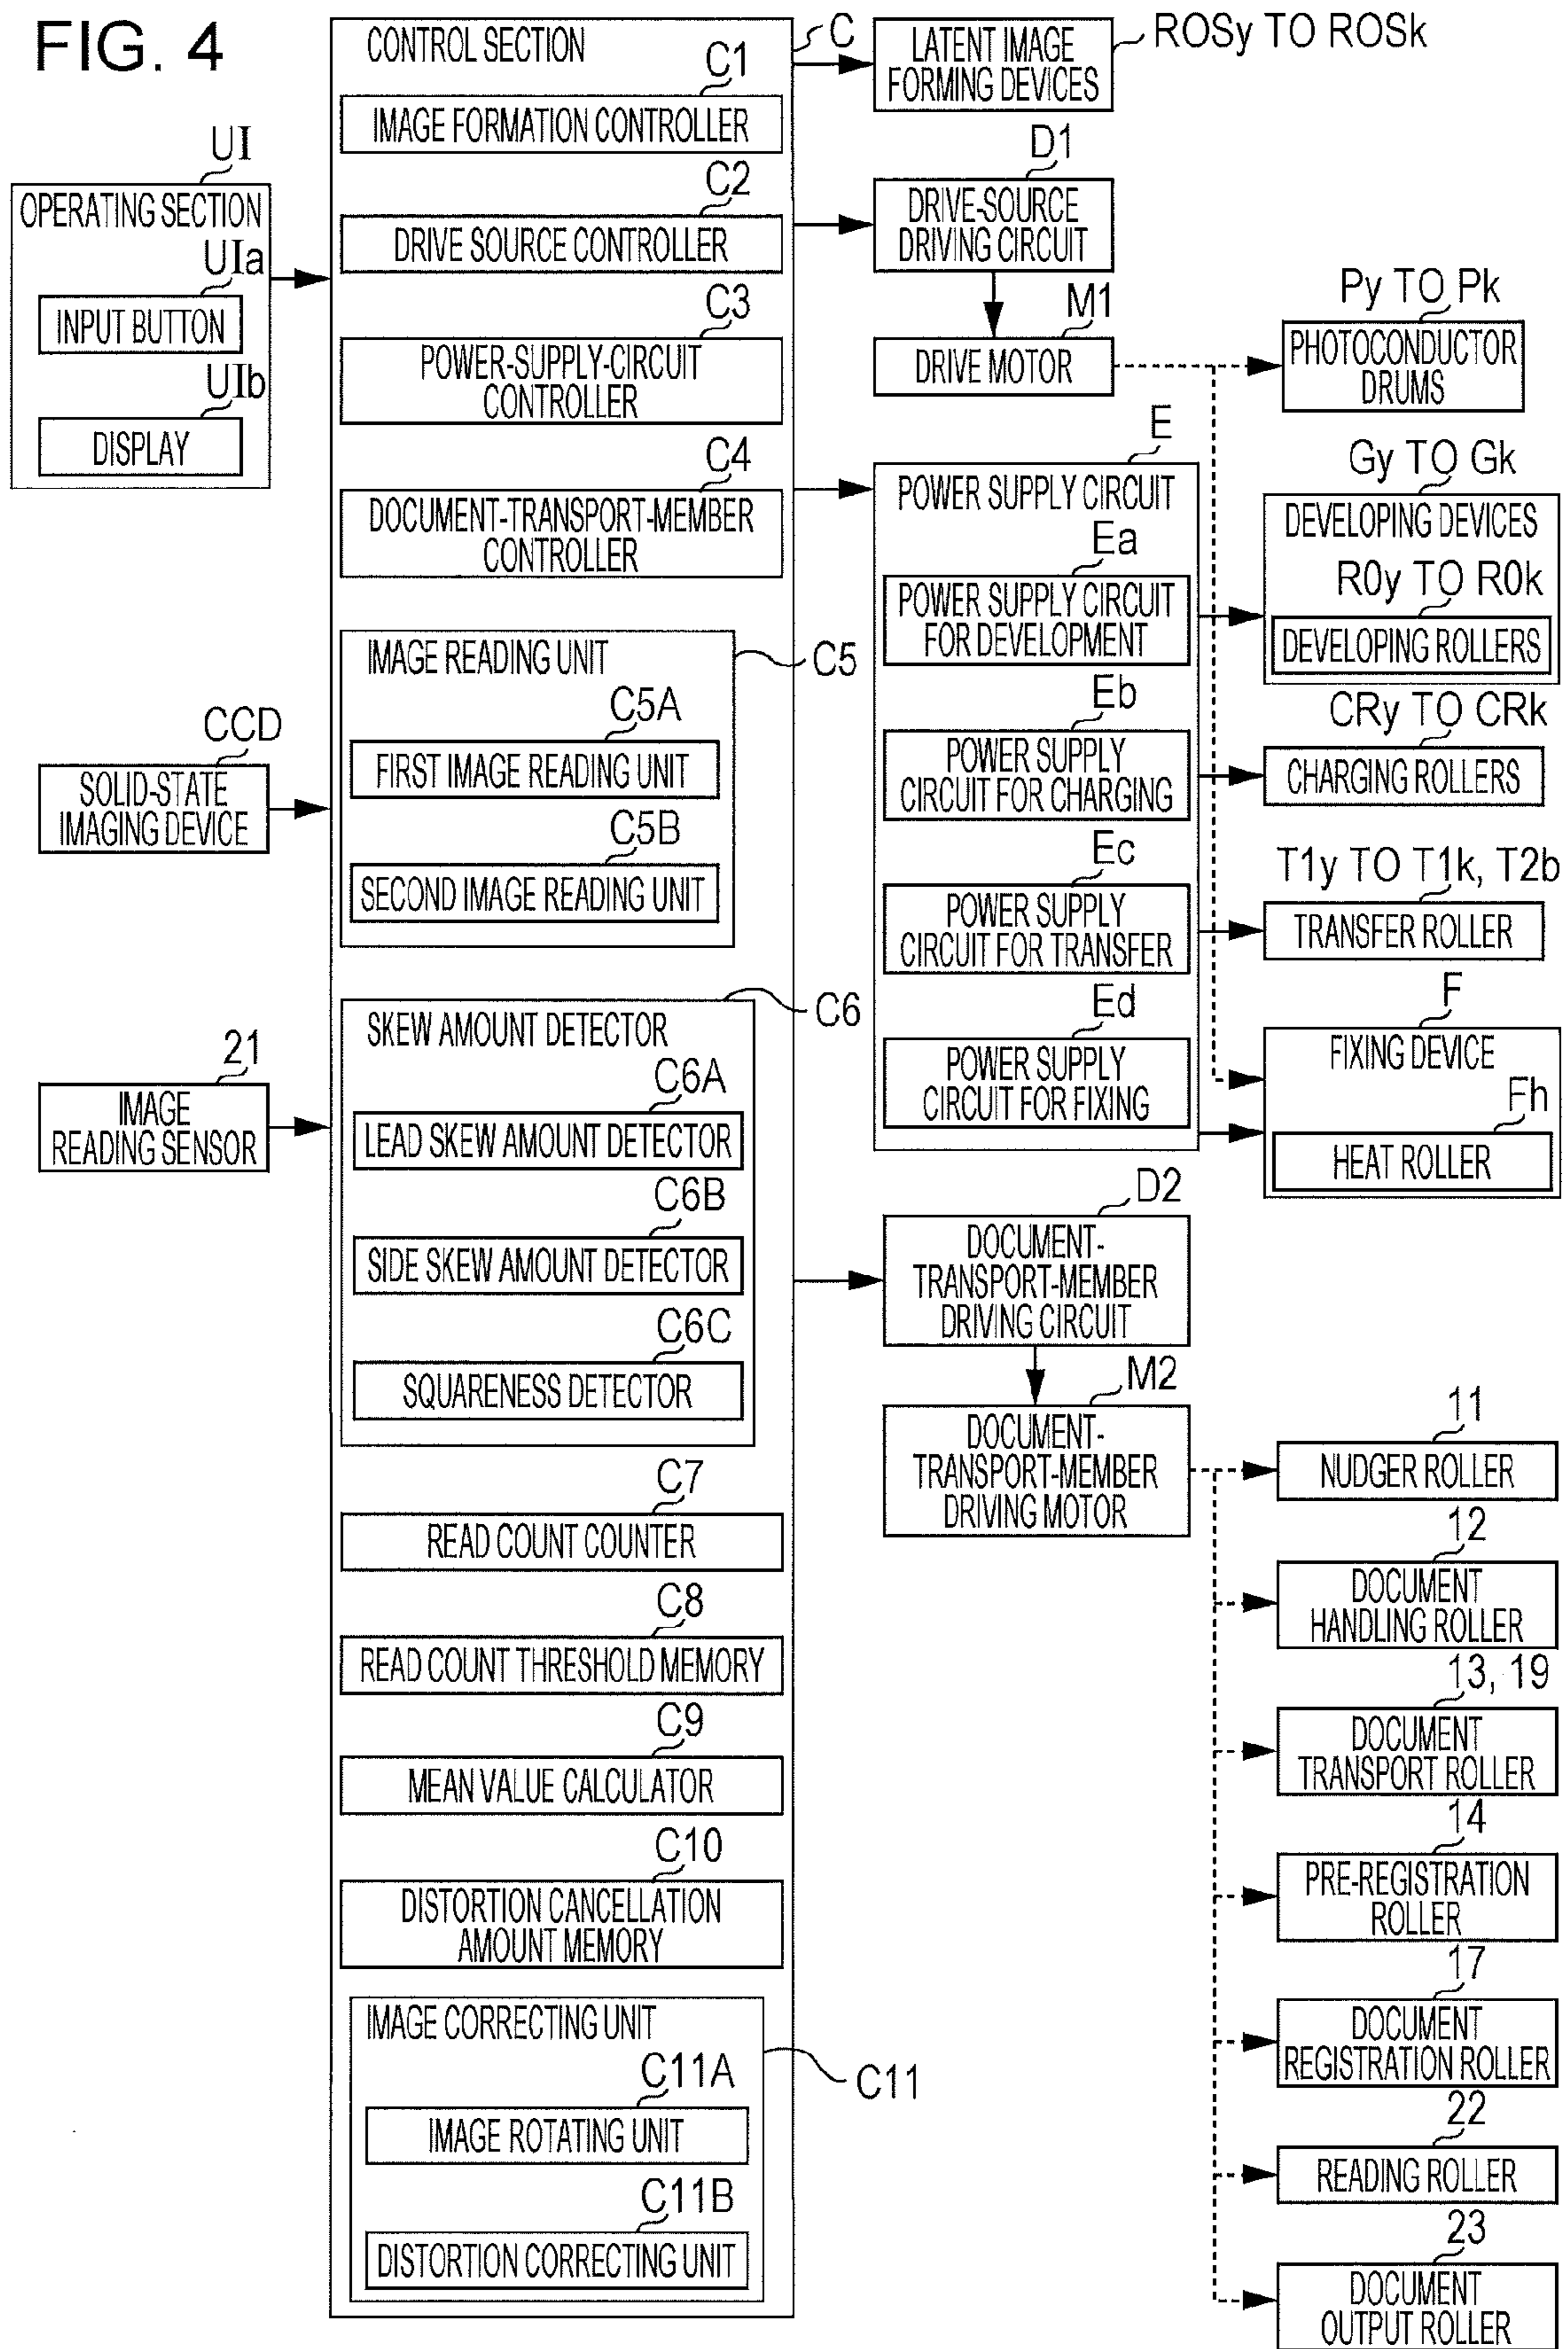 FIG. 4
UI
OPERATING SECTION
UIa
INPUT BUTTON
UIb
DISPLAY
CCD
SOLID-STATE
IMAGING DEVICE
21
IMAGE
READING SENSOR
CONTROL SECTION
C
C1
IMAGE FORMATION CONTROLLER
C2
DRIVE SOURCE CONTROLLER
C3
POWER-SUPPLY-CIRCUIT
CONTROLLER
C4
DOCUMENT-TRANSPORT-MEMBER
CONTROLLER
IMAGE READING UNIT
C5
C5A
FIRST IMAGE READING UNIT
C5B
SECOND IMAGE READING UNIT
C6
SKEW AMOUNT DETECTOR
C6A
LEAD SKEW AMOUNT DETECTOR
C6B
SIDE SKEW AMOUNT DETECTOR
C6C
SQUARENESS DETECTOR
C7
READ COUNT COUNTER
C8
READ COUNT THRESHOLD MEMORY
C9
MEAN VALUE CALCULATOR
C10
DISTORTION CANCELLATION
AMOUNT MEMORY
IMAGE CORRECTING UNIT
C11
C11A
IMAGE ROTATING UNIT
C11B
DISTORTION CORRECTING UNIT
ROSy TO ROSk
LATENT IMAGE
FORMING DEVICES
D1
DRIVE-SOURCE
DRIVING CIRCUIT
M1
DRIVE MOTOR
E
POWER SUPPLY CIRCUIT
Ea
POWER SUPPLY CIRCUIT
FOR DEVELOPMENT
Eb
POWER SUPPLY
CIRCUIT FOR CHARGING
Ec
POWER SUPPLY
CIRCUIT FOR TRANSFER
Ed
POWER SUPPLY
CIRCUIT FOR FIXING
D2
DOCUMENT-
TRANSPORT-MEMBER
DRIVING CIRCUIT
M2
DOCUMENT-
TRANSPORT-MEMBER
DRIVING MOTOR
Py TO Pk
PHOTOCONDUCTOR
DRUMS
Gy TO Gk
DEVELOPING DEVICES
R0y TO R0k
DEVELOPING ROLLERS
CRy TO CRk
CHARGING ROLLERS
T1y TO T1k, T2b
TRANSFER ROLLER
F
FIXING DEVICE
Fh
HEAT ROLLER
11
NUDGER ROLLER
12
DOCUMENT
HANDLING ROLLER
13, 19
DOCUMENT
TRANSPORT ROLLER
14
PRE-REGISTRATION
ROLLER
17
DOCUMENT
REGISTRATION ROLLER
22
READING ROLLER
23
DOCUMENT
OUTPUT ROLLER